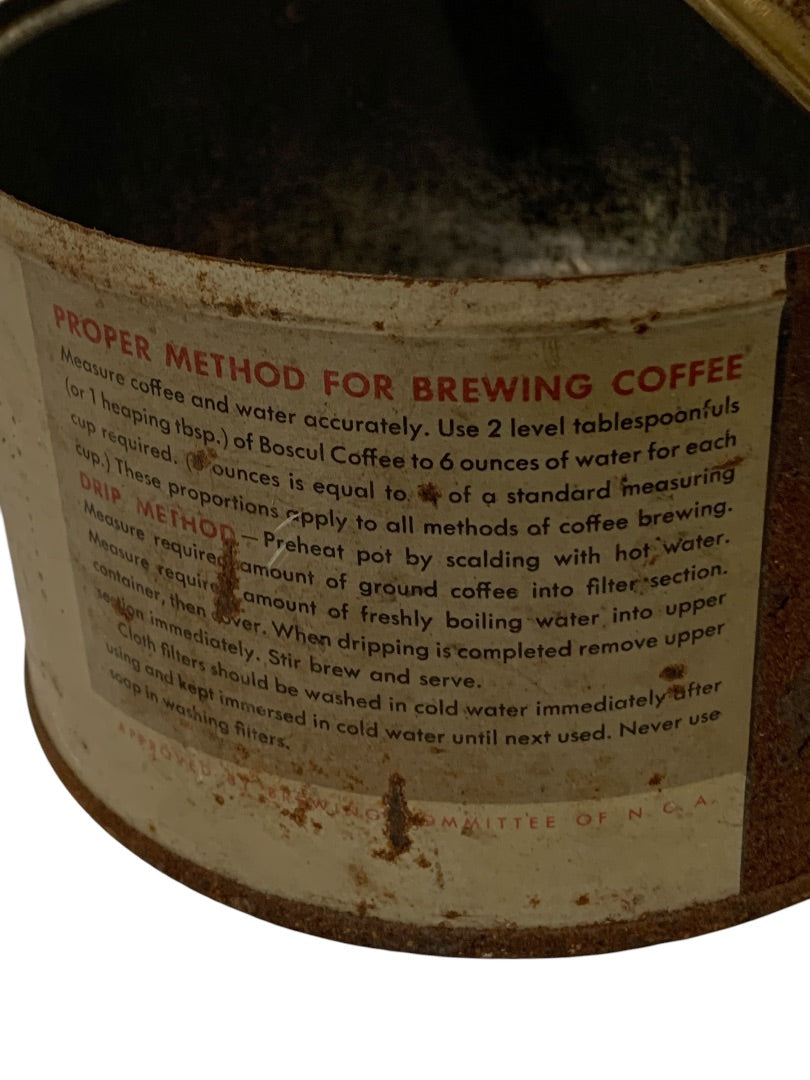 PROPER METHOD FOR BREWING COFFEE
Measure coffee and water accurately. Use 2 level tablespoonfuls
(or 1 heaping tbsp.) of Boscul Coffee to 6 ounces of water for each
cup required. ( ounces is equal to of a standard measuring
cup.) These proportions apply to all methods of coffee brewing.
DRIP METHOD—Preheat pot by scalding with hot water.
Measure required amount of ground coffee into filter section.
Measure required amount of freshly boiling water into upper
container, then cover. When dripping is completed remove upper
section immediately. Stir brew and serve.
Cloth filters should be washed in cold water immediately after
using and kept immersed in cold water until next used. Never use
soap in washing filters.
APPROVED BY BREWING COMMITTEE OF N. C. A.